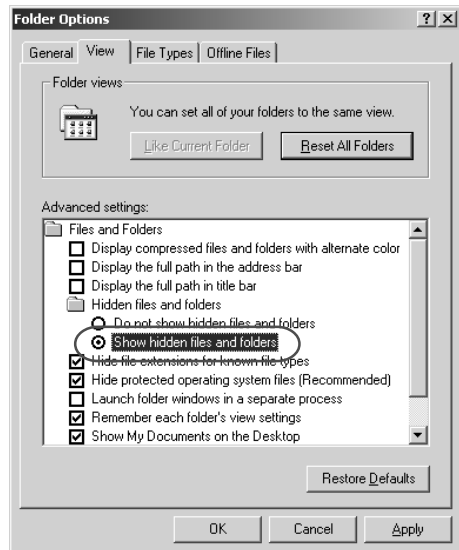 Folder Options
General View File Types Offline Files
Folder views
You can set all of your folders to the same view.
Like Current Folder Reset All Folders
Advanced settings:
Files and Folders
Display compressed files and folders with alternate color
Display the full path in the address bar
Display the full path in title bar
Hidden files and folders
Do not show hidden files and folders
Show hidden files and folders
Hide file extensions for known file types
Hide protected operating system files (Recommended)
Launch folder windows in a separate process
Remember each folder's view settings
Show My Documents on the Desktop
Restore Defaults
OK Cancel Apply